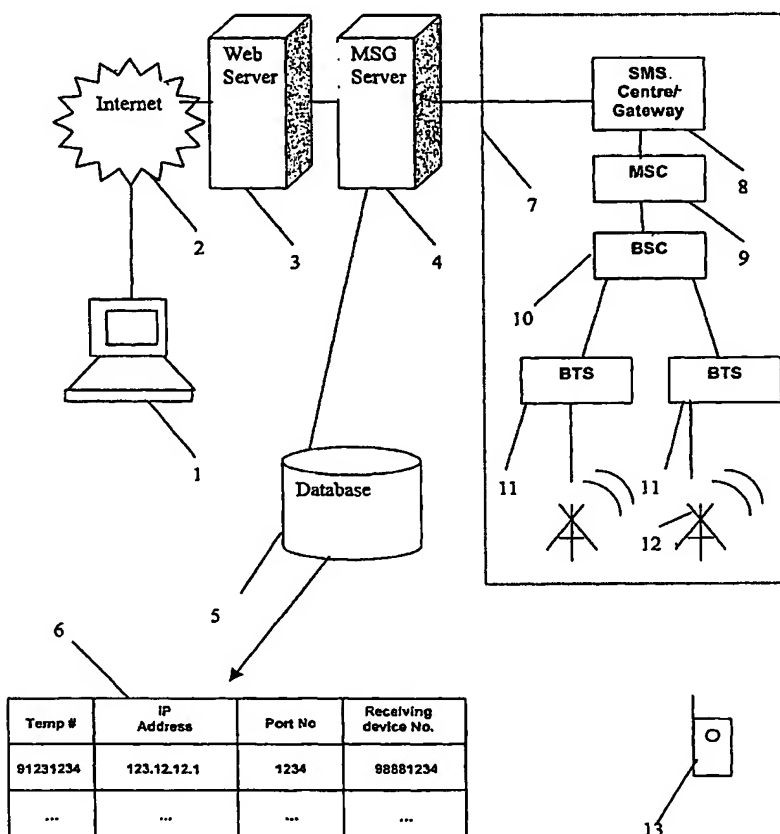 Web
Server
MSG
Server
Internet
SMS.
Centre/-
Gateway
MSC
BSC
BTS
BTS
Database
1
2
3
4
5
6
7
8
9
10
11
11
12
13
Temp #
IP
Address
Port No
Receiving
device No.
91231234
123.12.12.1
1234
98881234
...
...
...
...